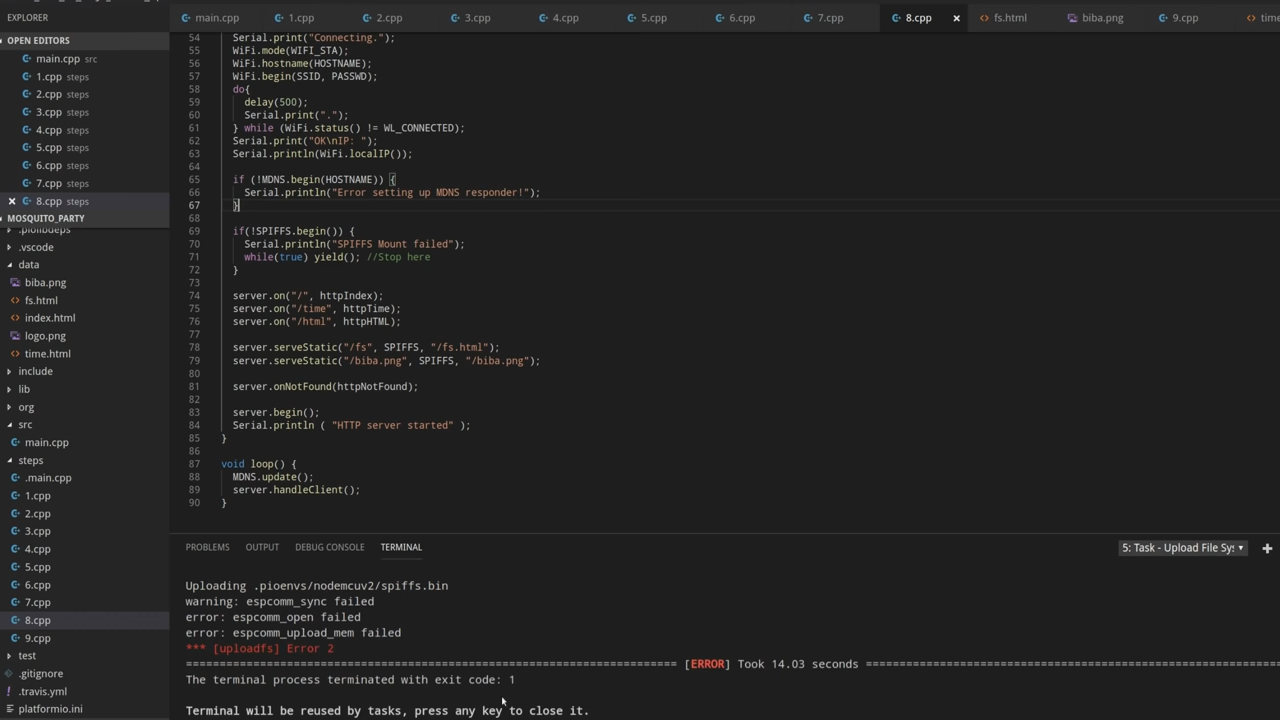 EXPLORER
OPEN EDITORS
main.cpp src
1.cpp steps
2.cpp steps
3.cpp steps
4.cpp steps
5.cpp steps
6.cpp steps
7.cpp steps
8.cpp steps
MOSQUITO_PARTY
.piolibdeps
.vscode
data
biba.png
fs.html
index.html
logo.png
time.html
include
lib
org
src
main.cpp
steps
.main.cpp
1.cpp
2.cpp
3.cpp
4.cpp
5.cpp
6.cpp
7.cpp
8.cpp
9.cpp
test
.gitignore
.travis.yml
platformio.ini
main.cpp 1.cpp 2.cpp 3.cpp 4.cpp 5.cpp 6.cpp 7.cpp 8.cpp fs.html biba.png 9.cpp time
54 Serial.print("Connecting.");
55 WiFi.mode(WIFI_STA);
56 WiFi.hostname(HOSTNAME);
57 WiFi.begin(SSID, PASSWD);
58 do{
59 delay(500);
60 Serial.print(".");
61 } while (WiFi.status() != WL_CONNECTED);
62 Serial.print("OK\nIP: ");
63 Serial.println(WiFi.localIP());
64
65 if (!MDNS.begin(HOSTNAME)) {
66 Serial.println("Error setting up MDNS responder!");
67 }
68
69 if(!SPIFFS.begin()) {
70 Serial.println("SPIFFS Mount failed");
71 while(true) yield(); //Stop here
72 }
73
74 server.on("/", httpIndex);
75 server.on("/time", httpTime);
76 server.on("/html", httpHTML);
77
78 server.serveStatic("/fs", SPIFFS, "/fs.html");
79 server.serveStatic("/biba.png", SPIFFS, "/biba.png");
80
81 server.onNotFound(httpNotFound);
82
83 server.begin();
84 Serial.println ( "HTTP server started" );
85 }
86
87 void loop() {
88 MDNS.update();
89 server.handleClient();
90 }
PROBLEMS OUTPUT DEBUG CONSOLE TERMINAL 5: Task - Upload File Sy
Uploading .pioenvs/nodemcuv2/spiffs.bin
warning: espcomm_sync failed
error: espcomm_open failed
error: espcomm_upload_mem failed
*** [uploadfs] Error 2
=========================================================================== [ERROR] Took 14.03 seconds ===========================================================================
The terminal process terminated with exit code: 1
Terminal will be reused by tasks, press any key to close it.